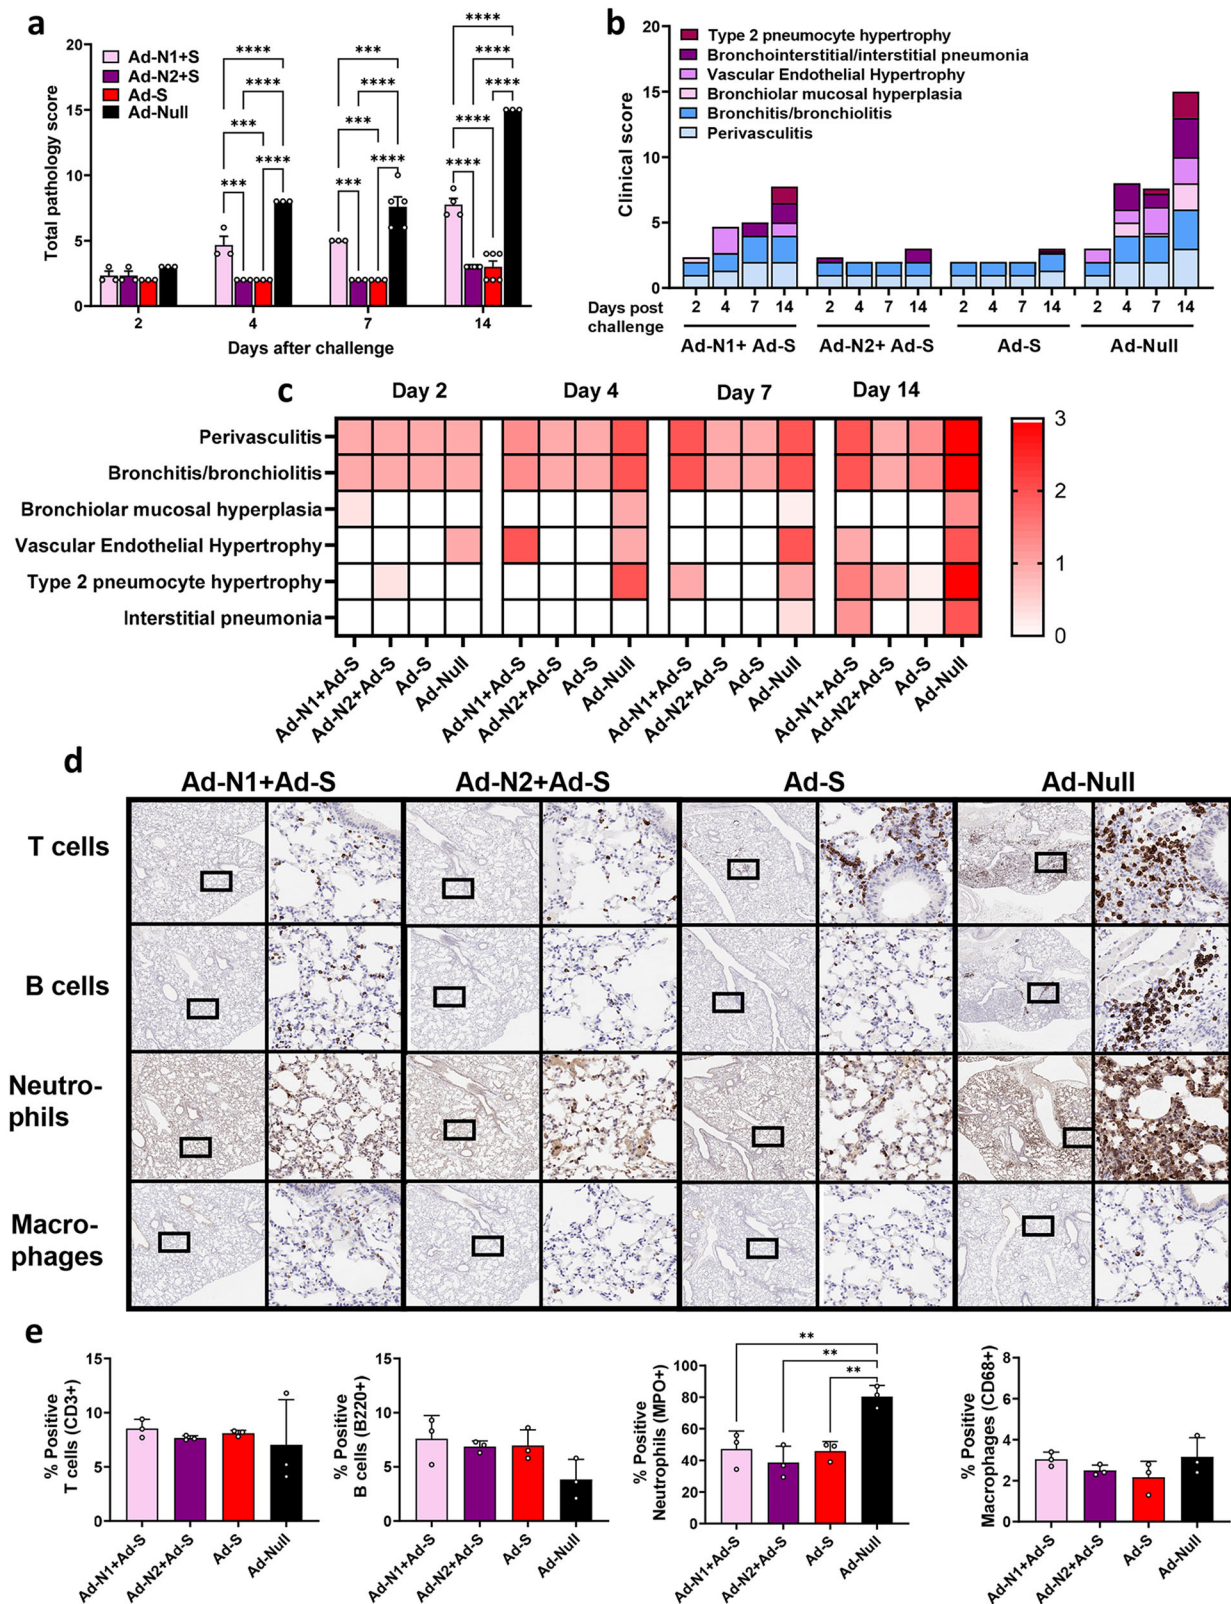 a
Total pathology score
20
15
10
5
0
Ad-N1+S
Ad-N2+S
Ad-S
Ad-Null
**** **** *** *** ****
*** **** *** *** ****
**** **** **** **** ****
2 4 7 14
Days after challenge
b
Clinical score
20
15
10
5
0
Type 2 pneumocyte hypertrophy
Bronchointerstitial/interstitial pneumonia
Vascular Endothelial Hypertrophy
Bronchiolar mucosal hyperplasia
Bronchitis/bronchiolitis
Perivasculitis
Days post
challenge
2 4 7 14 2 4 7 14 2 4 7 14 2 4 7 14
Ad-N1+ Ad-S Ad-N2+ Ad-S Ad-S Ad-Null
c
Day 2 Day 4 Day 7 Day 14
Perivasculitis
Bronchitis/bronchiolitis
Bronchiolar mucosal hyperplasia
Vascular Endothelial Hypertrophy
Type 2 pneumocyte hypertrophy
Interstitial pneumonia
3
2
1
0
Ad-N1+Ad-S Ad-N2+Ad-S Ad-S Ad-Null Ad-N1+Ad-S Ad-N2+Ad-S Ad-S Ad-Null Ad-N1+Ad-S Ad-N2+Ad-S Ad-S Ad-Null Ad-N1+Ad-S Ad-N2+Ad-S Ad-S Ad-Null
d
Ad-N1+Ad-S Ad-N2+Ad-S Ad-S Ad-Null
T cells
B cells
Neutro-
phils
Macro-
phages
e
% Positive
T cells (CD3+)
15
10
5
0
Ad-N1+Ad-S Ad-N2+Ad-S Ad-S Ad-Null
% Positive
B cells (B220+)
15
10
5
0
Ad-N1+Ad-S Ad-N2+Ad-S Ad-S Ad-Null
% Positive
Neutrophils (MPO+)
100
80
60
40
20
0
**
**
**
Ad-N1+Ad-S Ad-N2+Ad-S Ad-S Ad-Null
% Positive
Macrophages (CD68+)
8
6
4
2
0
Ad-N1+Ad-S Ad-N2+Ad-S Ad-S Ad-Null